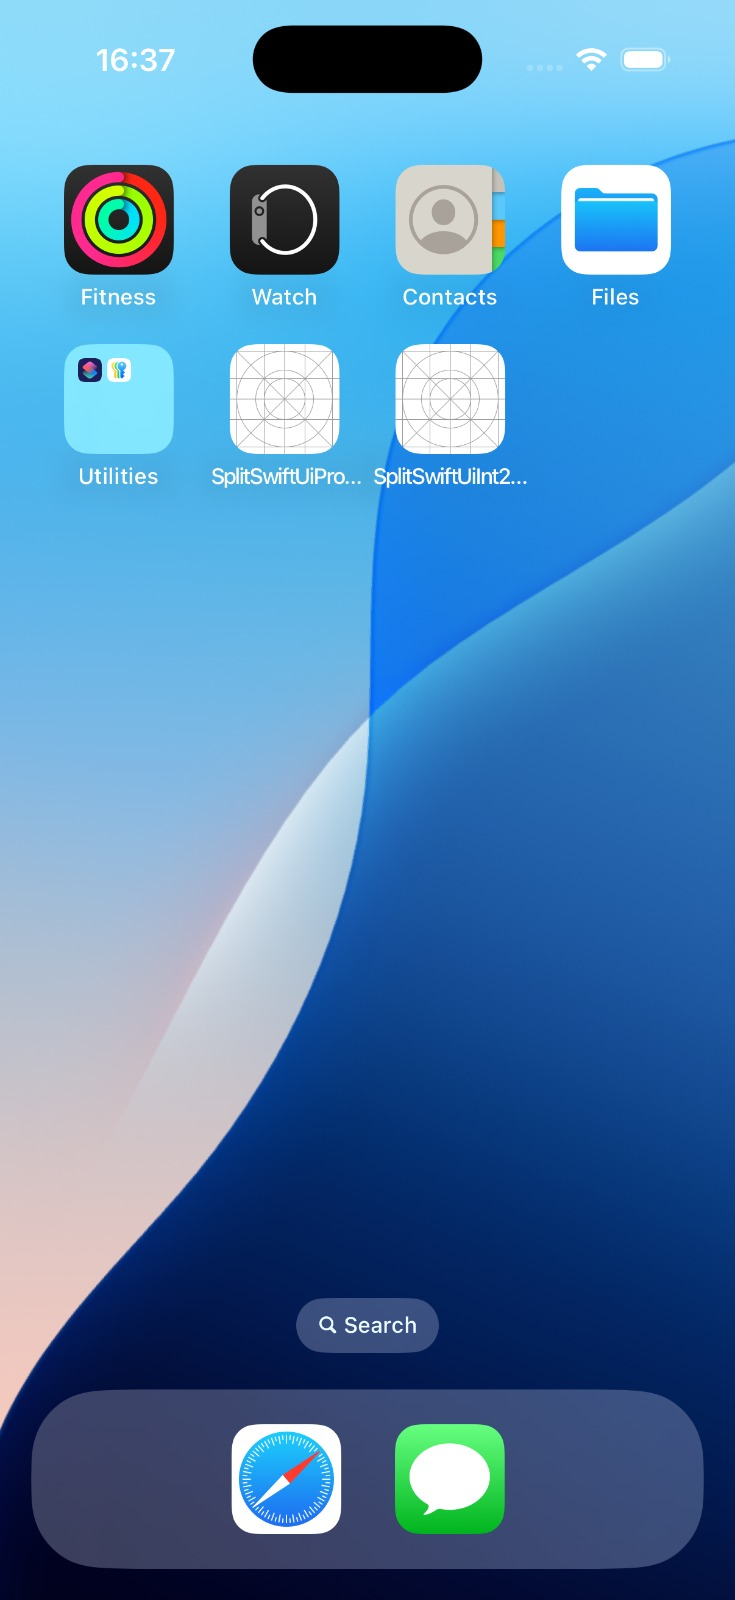 16:37
Fitness
Watch
Contacts
Files
Utilities
SplitSwiftUiPro...
SplitSwiftUiInt2...
Search